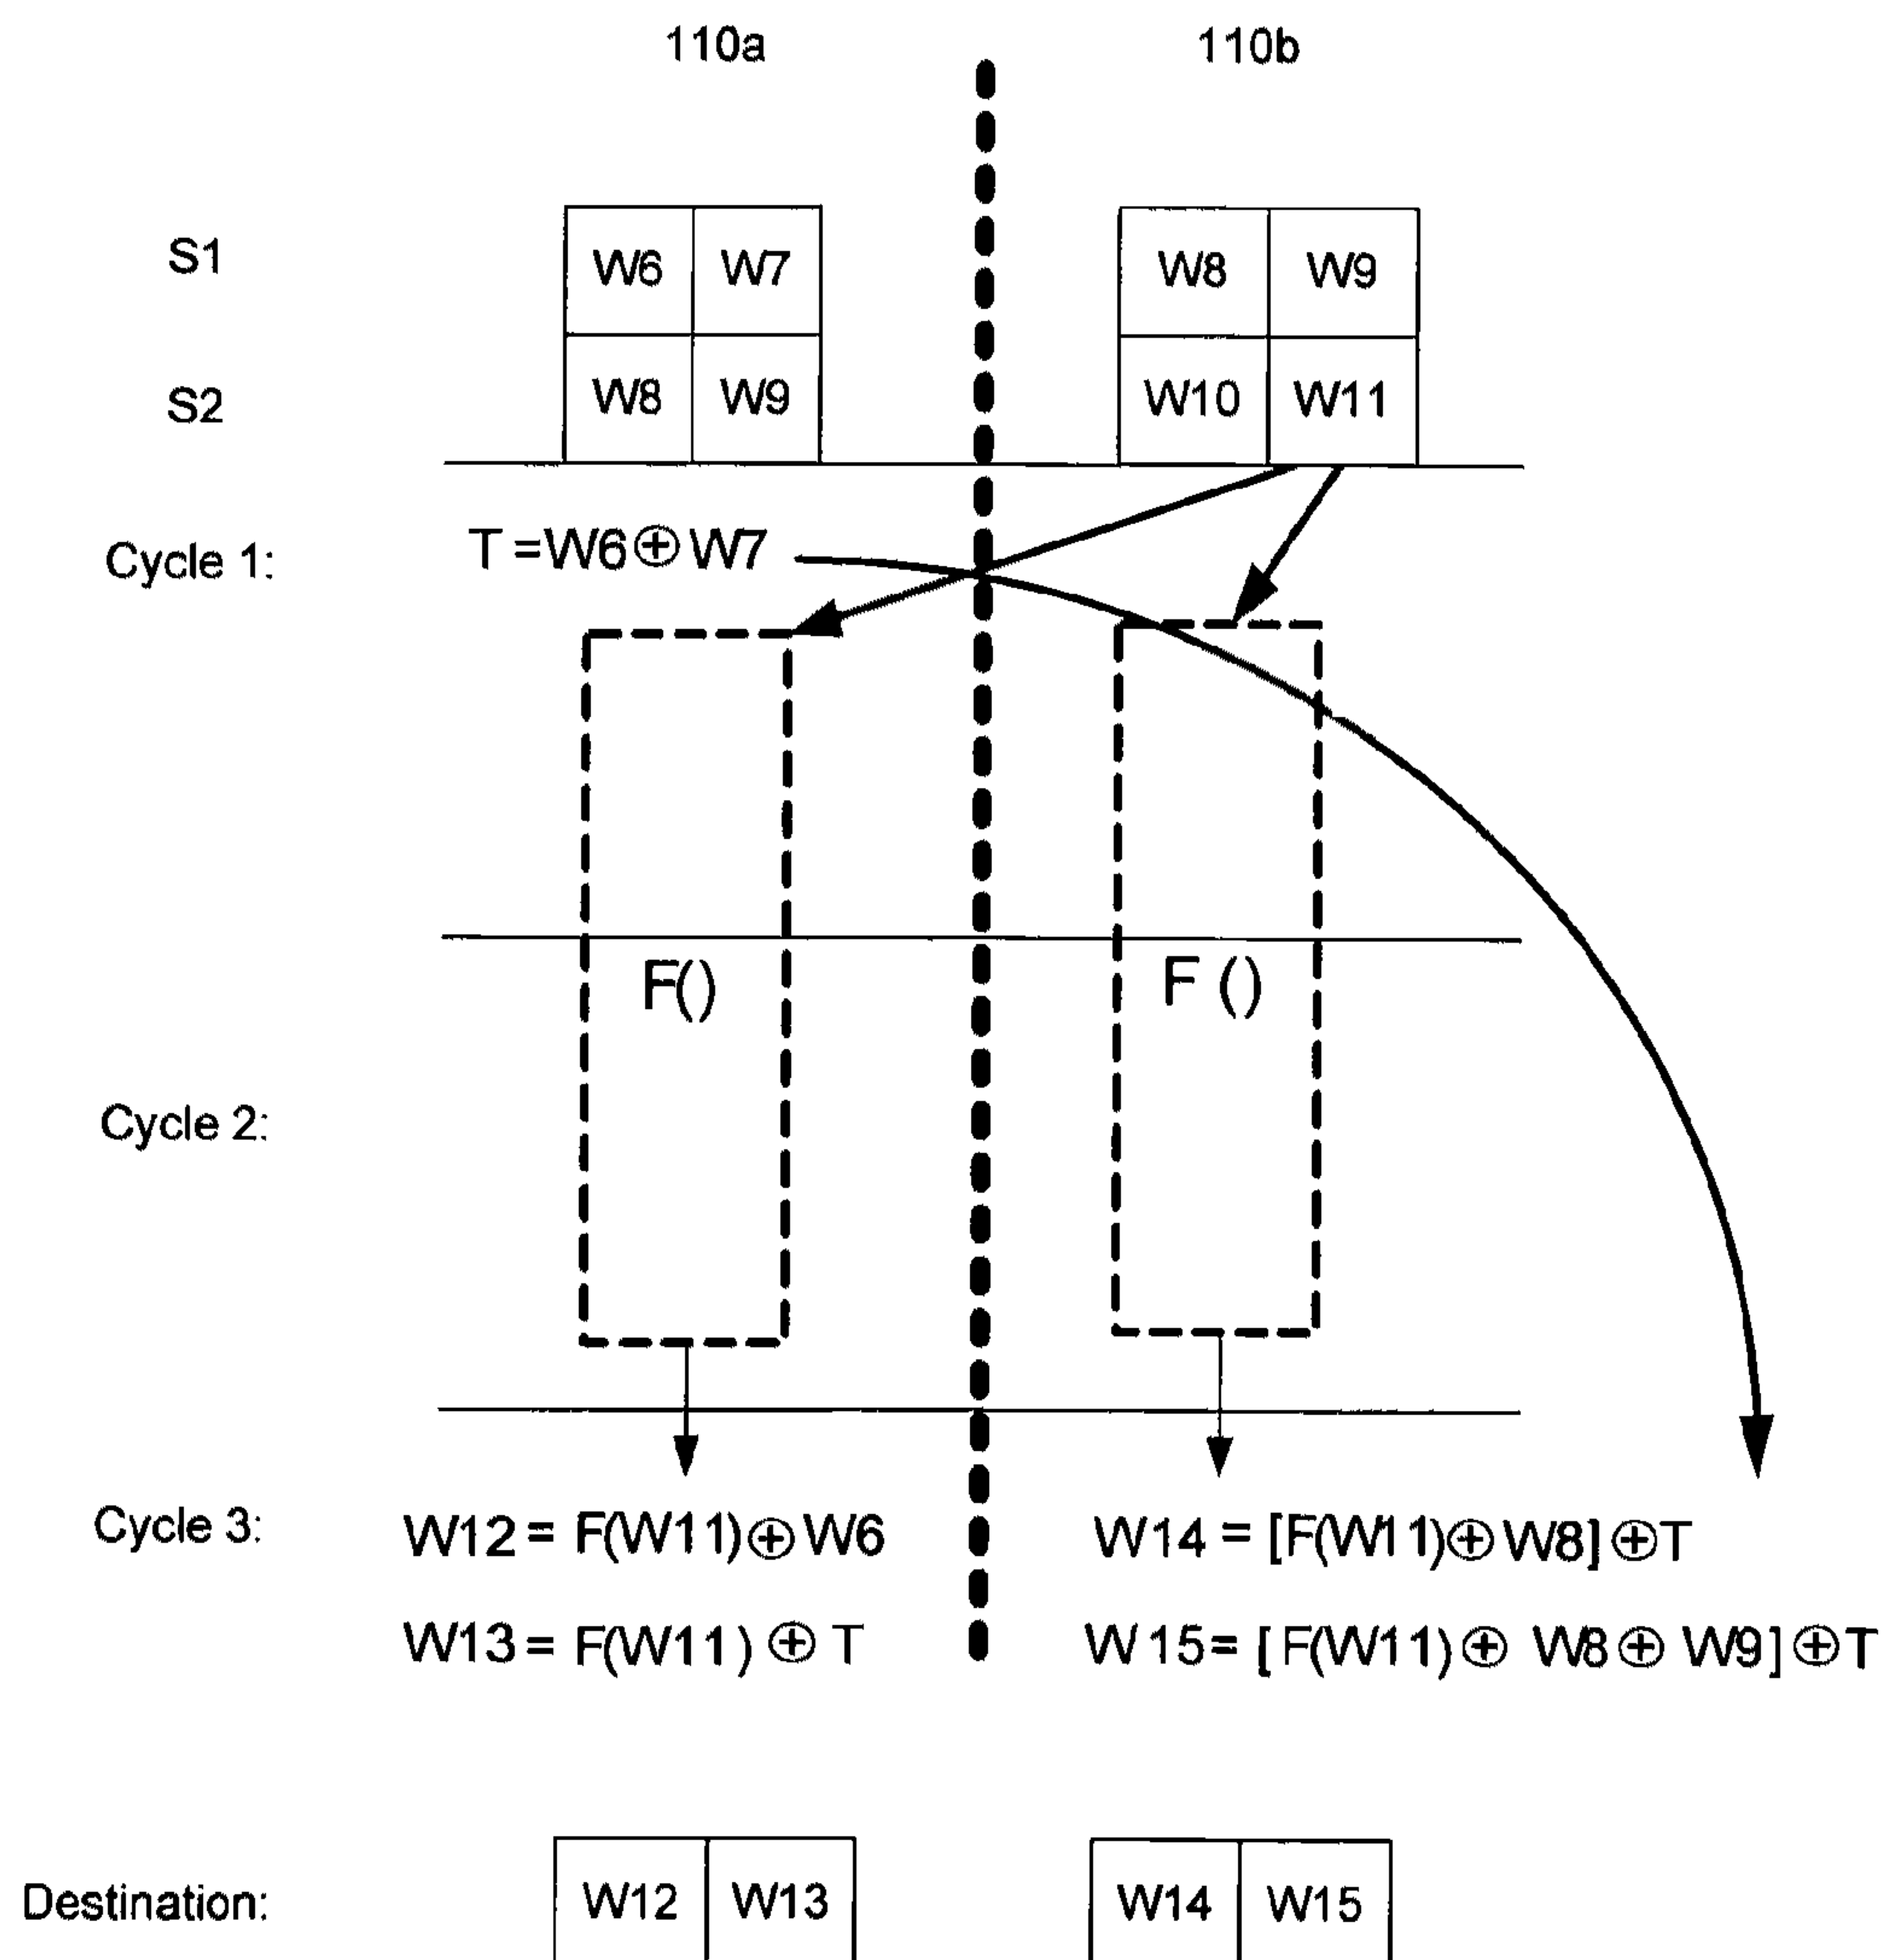 110a 110b
S1 W6 W7 W8 W9
S2 W8 W9 W10 W11
Cycle 1: T=W6⊕W7
F() F ()
Cycle 2:
Cycle 3: W12 = F(W11)⊕W6 W14 = [F(W11)⊕W8] ⊕T
W13= F(W11) ⊕ T W15= [F(W11)⊕ W8⊕ W9] ⊕T
Destination: W12 W13 W14 W15